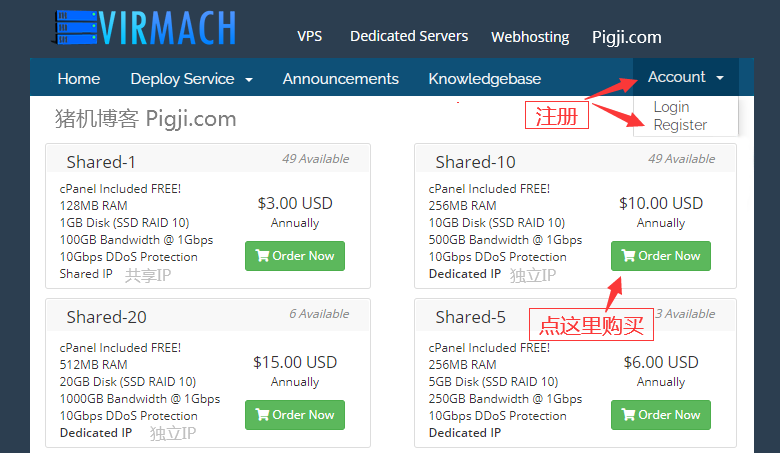 VIRMACH
VPS Dedicated Servers Webhosting Pigji.com
Home Deploy Service Announcements Knowledgebase Account
Login
Register
注册
猪机博客 Pigji.com
Shared-1 49 Available
cPanel Included FREE!
128MB RAM
1GB Disk (SSD RAID 10)
100GB Bandwidth @ 1Gbps
10Gbps DDoS Protection
Shared IP 共享IP
$3.00 USD
Annually
Order Now
Shared-10 49 Available
cPanel Included FREE!
256MB RAM
10GB Disk (SSD RAID 10)
500GB Bandwidth @ 1Gbps
10Gbps DDoS Protection
Dedicated IP 独立IP
$10.00 USD
Annually
Order Now
点这里购买
Shared-20 6 Available
cPanel Included FREE!
512MB RAM
20GB Disk (SSD RAID 10)
1000GB Bandwidth @ 1Gbps
10Gbps DDoS Protection
Dedicated IP 独立IP
$15.00 USD
Annually
Order Now
Shared-5 3 Available
cPanel Included FREE!
256MB RAM
5GB Disk (SSD RAID 10)
250GB Bandwidth @ 1Gbps
10Gbps DDoS Protection
Dedicated IP
$6.00 USD
Annually
Order Now